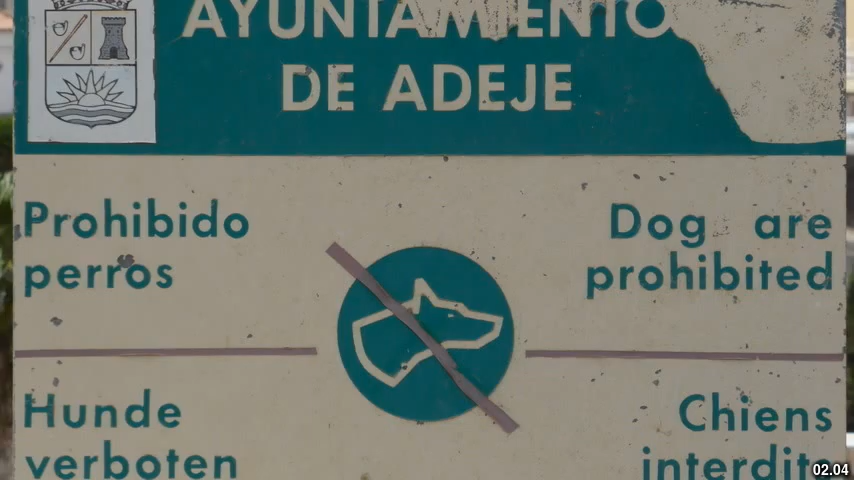 AYUNTAMIENTO
DE ADEJE
Prohibido
perros
Dog are
prohibited
Hunde
verboten
Chiens
interdits
02.04